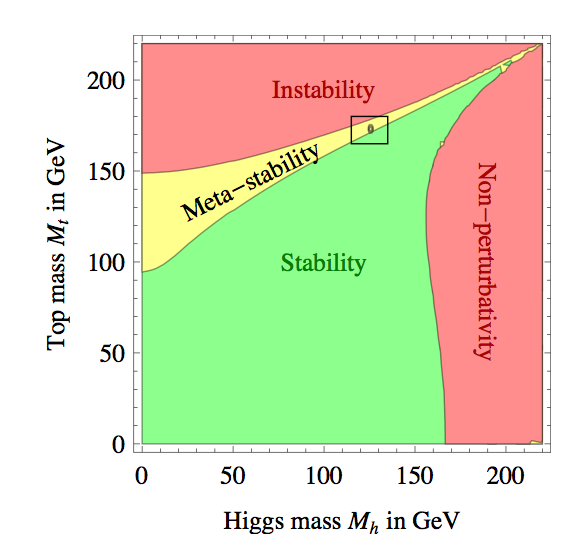 200
150
100
50
0
Top mass Mt in GeV
Instability
Meta−stability
Stability
Non−perturbativity
0
50
100
150
200
Higgs mass Mh in GeV